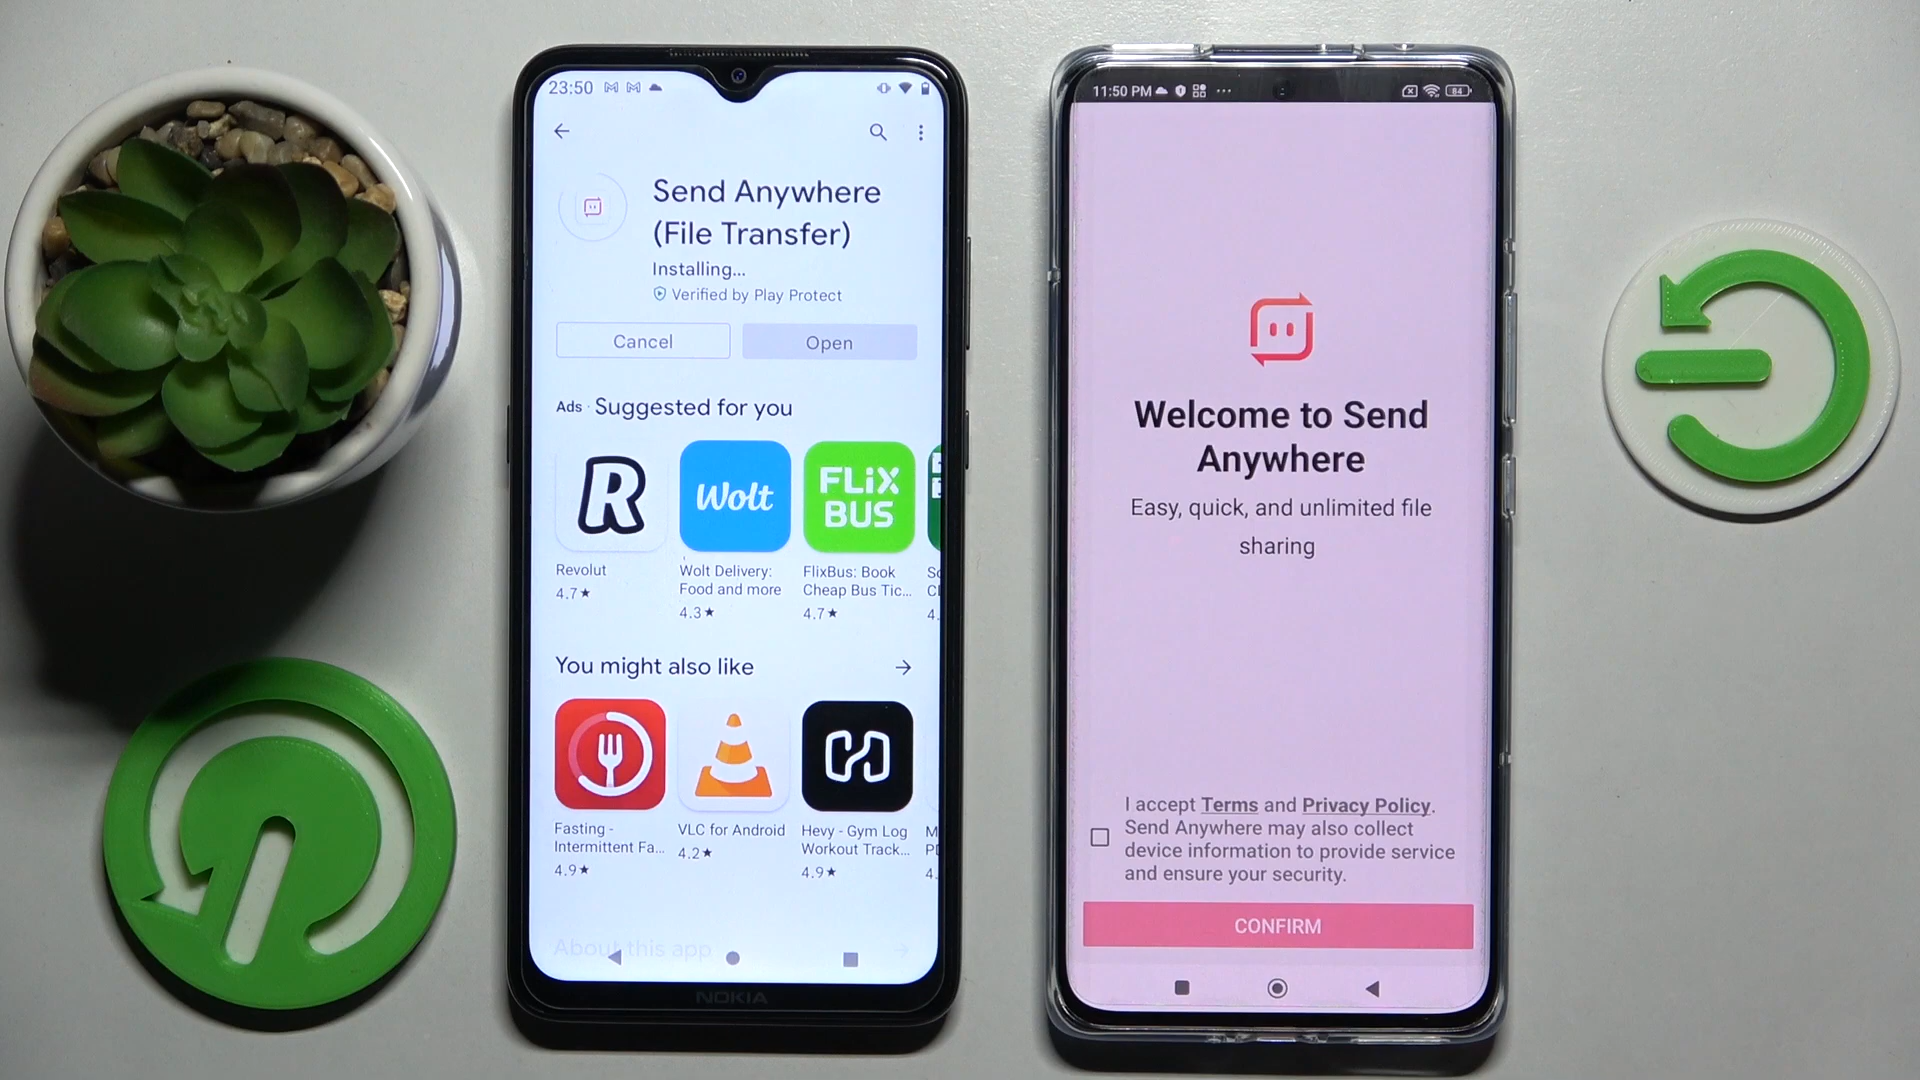 23:50
Send Anywhere
(File Transfer)
Installing...
Verified by Play Protect
Cancel
Open
Ads · Suggested for you
R
Wolt
FLiX
BUS
Revolut
4.7★
Wolt Delivery:
Food and more
4.3★
FlixBus: Book
Cheap Bus Tic...
4.7★
4.
You might also like
Fasting -
Intermittent Fa...
4.9★
VLC for Android
4.2★
Hevy - Gym Log
Workout Track...
4.9★
M
4.
About this app
NOKIA
11:50 PM
84
Welcome to Send
Anywhere
Easy, quick, and unlimited file
sharing
I accept Terms and Privacy Policy.
Send Anywhere may also collect
device information to provide service
and ensure your security.
CONFIRM